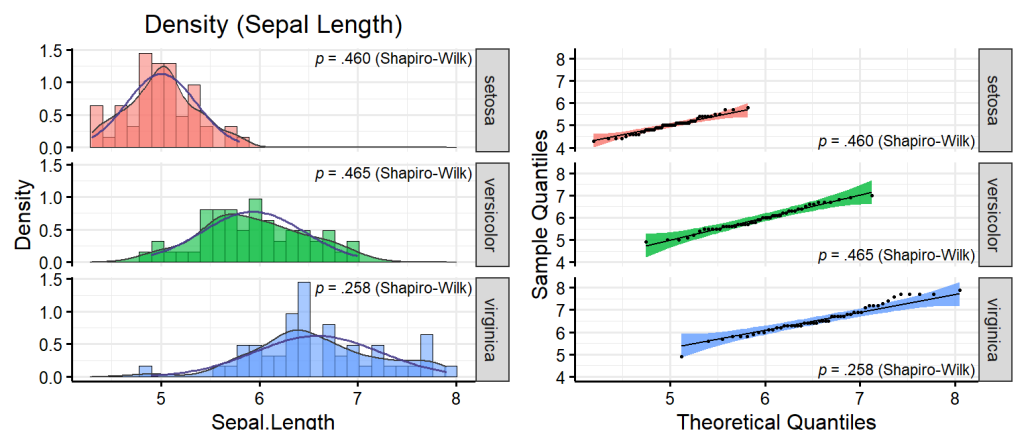 Density (Sepal Length)
Density
1.5
1.0
0.5
0.0
p = .460 (Shapiro-Wilk)
setosa
1.5
1.0
0.5
0.0
p = .465 (Shapiro-Wilk)
versicolor
1.5
1.0
0.5
0.0
p = .258 (Shapiro-Wilk)
virginica
5 6 7 8
Sepal.Length
Sample Quantiles
8
7
6
5
4
p = .460 (Shapiro-Wilk)
setosa
8
7
6
5
4
p = .465 (Shapiro-Wilk)
versicolor
8
7
6
5
4
p = .258 (Shapiro-Wilk)
virginica
5 6 7 8
Theoretical Quantiles